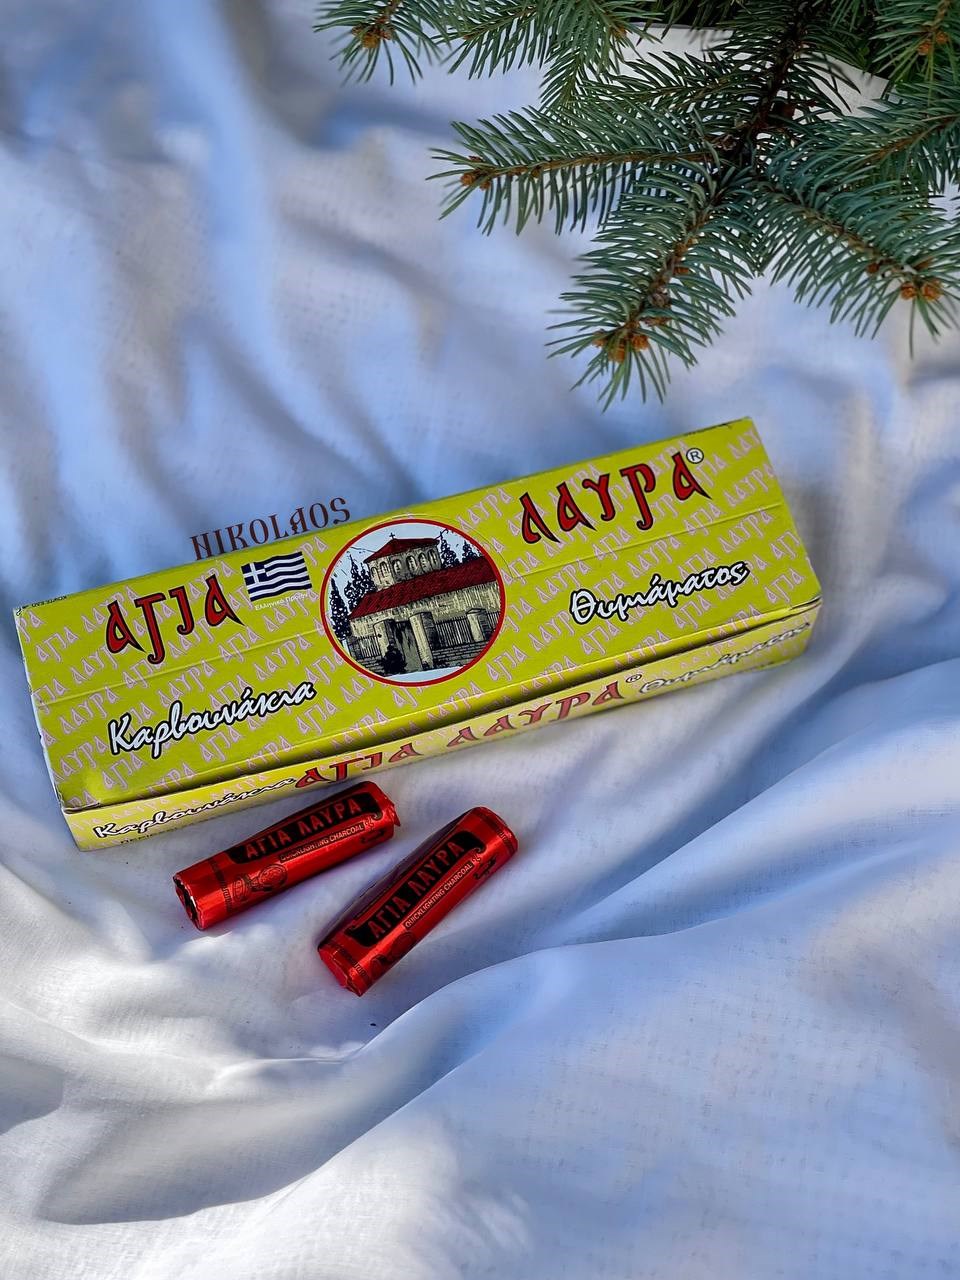 NIKOLAOS
ΑΓΙΑ ΛΑΥΡΑ®
Ελληνικό Προϊόν
Καρβουνάκια Θυμιάματος
Καρβουνάκια ΑΓΙΑ ΛΑΥΡΑ® Θυμιάματος
ΑΓΙΑ ΛΑΥΡΑ
QUICKLIGHTING CHARCOAL
ΑΓΙΑ ΛΑΥΡΑ
QUICKLIGHTING CHARCOAL